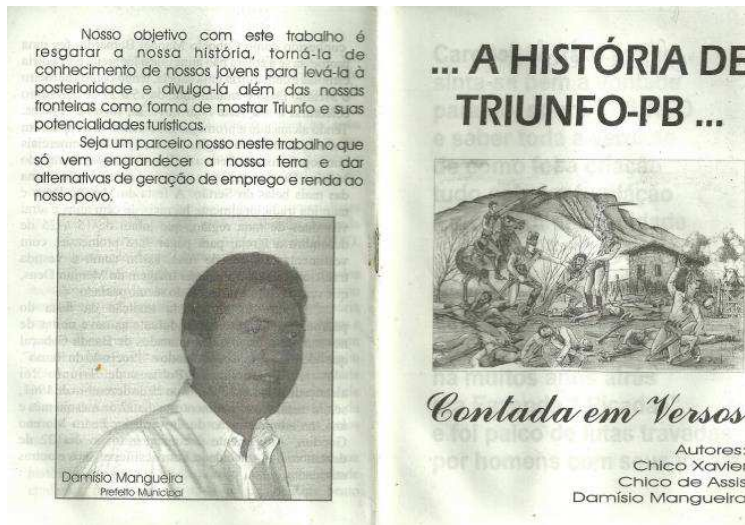 Nosso objetivo com este trabalho é
resgatar a nossa história, torná-la de
conhecimento de nossos jovens para levá-la à
posterioridade e divulga-lá além das nossas
fronteiras como forma de mostrar Triunfo e suas
potencialidades turísticas.
Seja um parceiro nosso neste trabalho que
só vem engrandecer a nossa terra e dar
alternativas de geração de emprego e renda ao
nosso povo.
Damísio Mangueira
Prefeito Municipal
... A HISTÓRIA DE
TRIUNFO-PB ...
Contada em Versos
Autores:
Chico Xavier
Chico de Assis
Damísio Mangueira